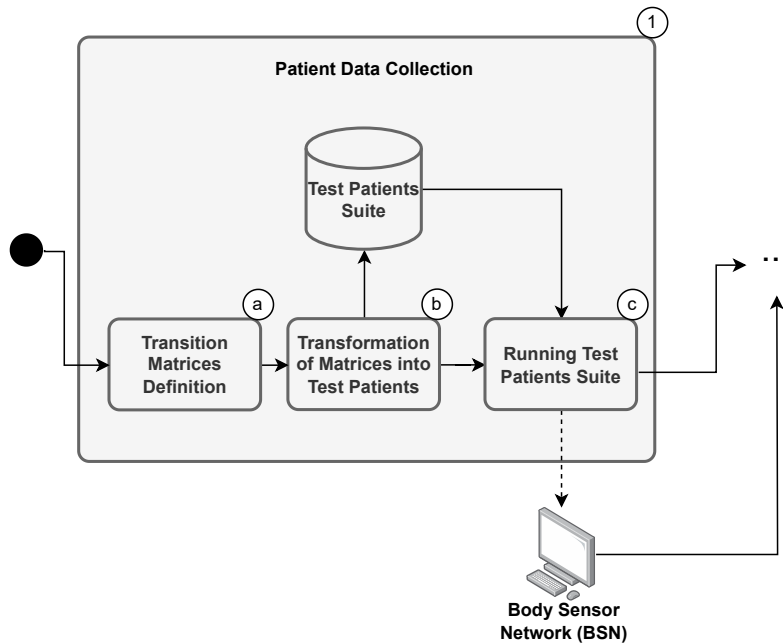 1
Patient Data Collection
Test Patients
Suite
a
Transition
Matrices
Definition
b
Transformation
of Matrices into
Test Patients
c
Running Test
Patients Suite
..
Body Sensor
Network (BSN)